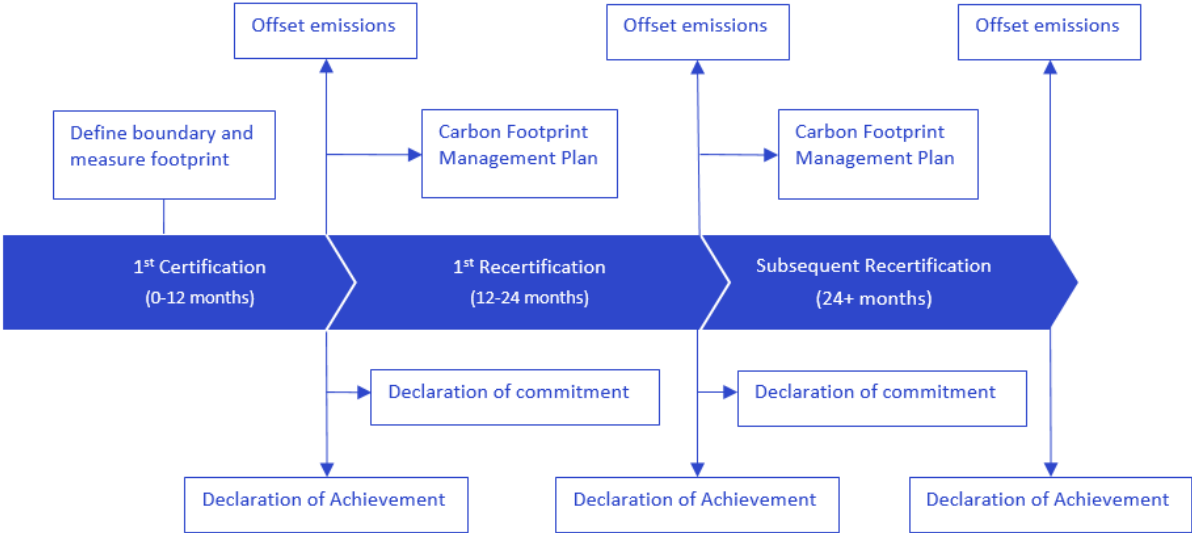 Offset emissions
Offset emissions
Offset emissions
Define boundary and
measure footprint
Carbon Footprint
Management Plan
Carbon Footprint
Management Plan
1st Certification
(0-12 months)
1st Recertification
(12-24 months)
Subsequent Recertification
(24+ months)
Declaration of commitment
Declaration of commitment
Declaration of Achievement
Declaration of Achievement
Declaration of Achievement